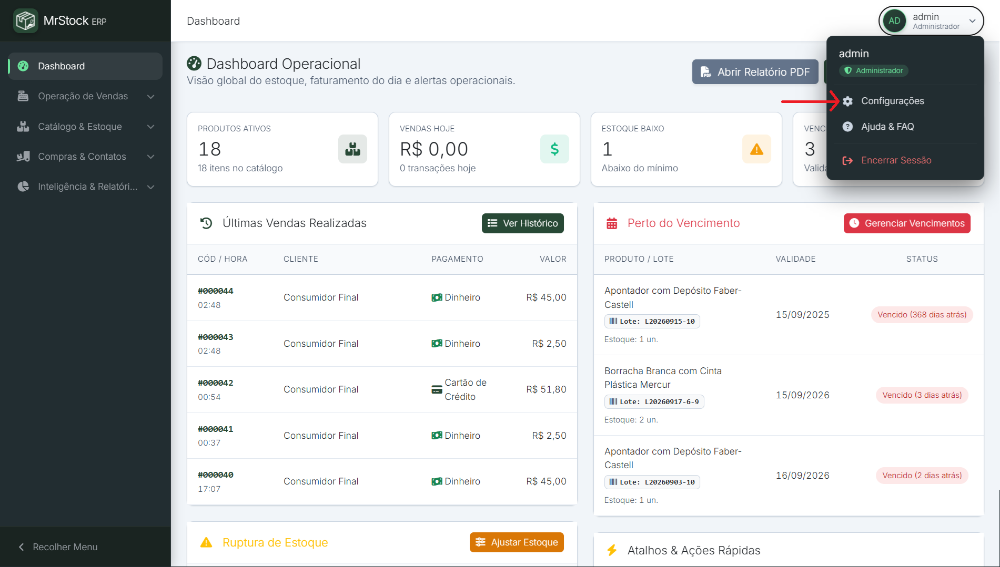 MrStock ERP
Dashboard
AD
admin
Administrador
Dashboard
Operação de Vendas
Catálogo & Estoque
Compras & Contatos
Inteligência & Relatóri...
Recolher Menu
admin
Administrador
Configurações
Ajuda & FAQ
Encerrar Sessão
Dashboard Operacional
Visão global do estoque, faturamento do dia e alertas operacionais.
PDF Abrir Relatório PDF
PRODUTOS ATIVOS
18
18 itens no catálogo
VENDAS HOJE
R$ 0,00
0 transações hoje
ESTOQUE BAIXO
1
Abaixo do mínimo
3
Últimas Vendas Realizadas
Ver Histórico
CÓD / HORA CLIENTE PAGAMENTO VALOR
#000044
02:48
Consumidor Final
Dinheiro
R$ 45,00
#000043
02:48
Consumidor Final
Dinheiro
R$ 2,50
#000042
00:54
Consumidor Final
Cartão de
Crédito
R$ 51,80
#000041
00:37
Consumidor Final
Dinheiro
R$ 2,50
#000040
17:07
Consumidor Final
Dinheiro
R$ 45,00
Perto do Vencimento
Gerenciar Vencimentos
PRODUTO / LOTE VALIDADE STATUS
Apontador com Depósito Faber-
Castell
Lote: L20260915-10
Estoque: 1 un.
15/09/2025
Vencido (368 dias atrás)
Borracha Branca com Cinta
Plástica Mercur
Lote: L20260917-6-9
Estoque: 2 un.
15/09/2026
Vencido (3 dias atrás)
Apontador com Depósito Faber-
Castell
Lote: L20260903-10
Estoque: 1 un.
16/09/2026
Vencido (2 dias atrás)
Ruptura de Estoque
Ajustar Estoque
Atalhos & Ações Rápidas